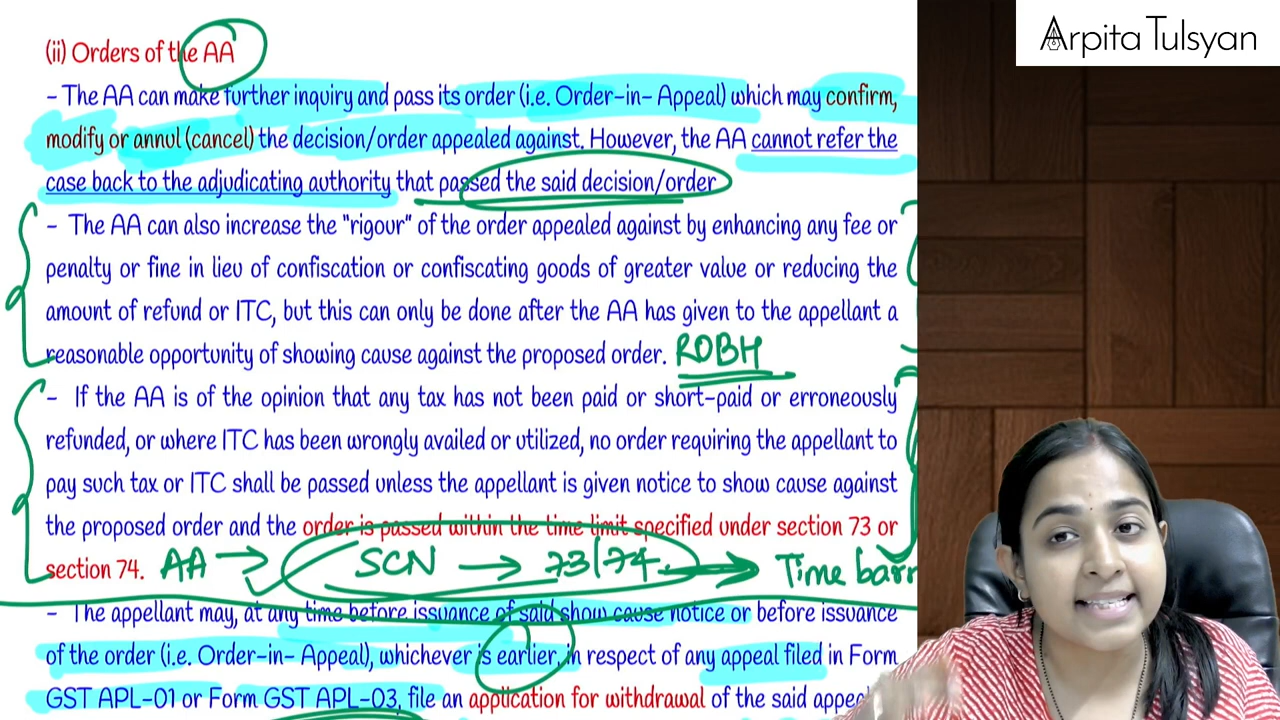 Arpita Tulsyan
(ii) Orders of the AA
- The AA can make further inquiry and pass its order (i.e. Order-in- Appeal) which may confirm,
modify or annul (cancel) the decision/order appealed against. However, the AA cannot refer the
case back to the adjudicating authority that passed the said decision/order
- The AA can also increase the "rigour" of the order appealed against by enhancing any fee or
penalty or fine in lieu of confiscation or confiscating goods of greater value or reducing the
amount of refund or ITC, but this can only be done after the AA has given to the appellant a
reasonable opportunity of showing cause against the proposed order. ROBH
- If the AA is of the opinion that any tax has not been paid or short-paid or erroneously
refunded, or where ITC has been wrongly availed or utilized, no order requiring the appellant to
pay such tax or ITC shall be passed unless the appellant is given notice to show cause against
the proposed order and the order is passed within the time limit specified under section 73 or
section 74. AA → SCN → 73/74 → Time barr
- The appellant may, at any time before issuance of said show cause notice or before issuance
of the order (i.e. Order-in- Appeal), whichever is earlier, in respect of any appeal filed in Form
GST APL-01 or Form GST APL-03, file an application for withdrawal of the said appe